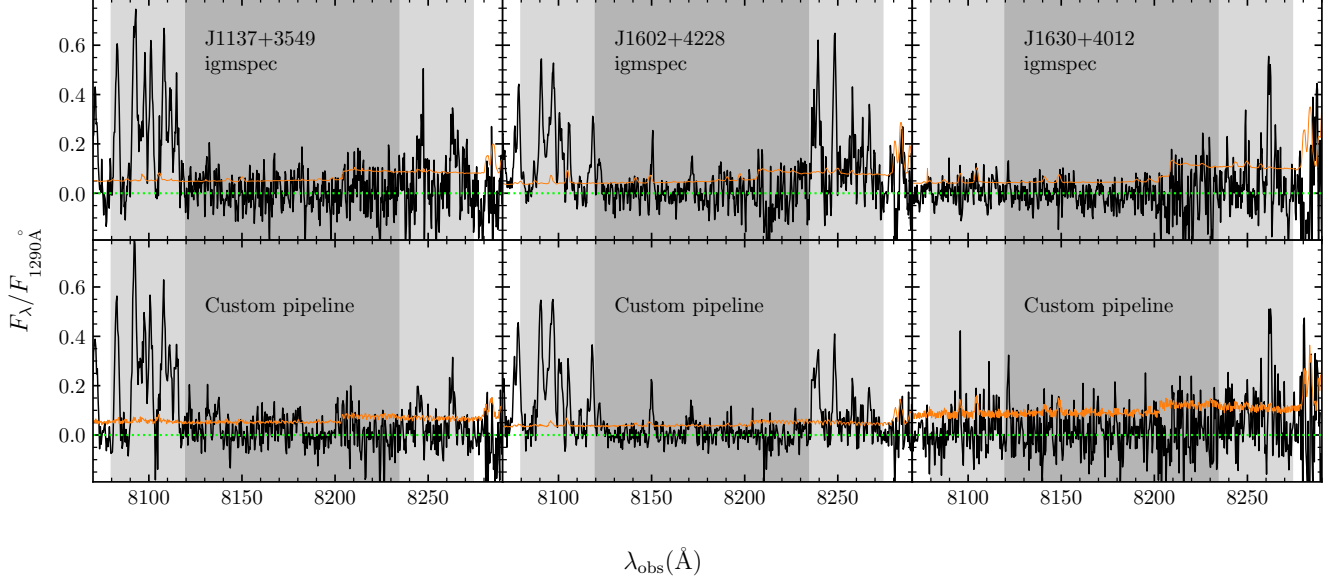 J1137+3549
igmspec
J1602+4228
igmspec
J1630+4012
igmspec
0.6
0.4
0.2
0.0
Custom pipeline
Custom pipeline
Custom pipeline
0.6
0.4
0.2
0.0
F_λ/F_{1290Å}
8100 8150 8200 8250 8100 8150 8200 8250 8100 8150 8200 8250
λ_obs(Å)